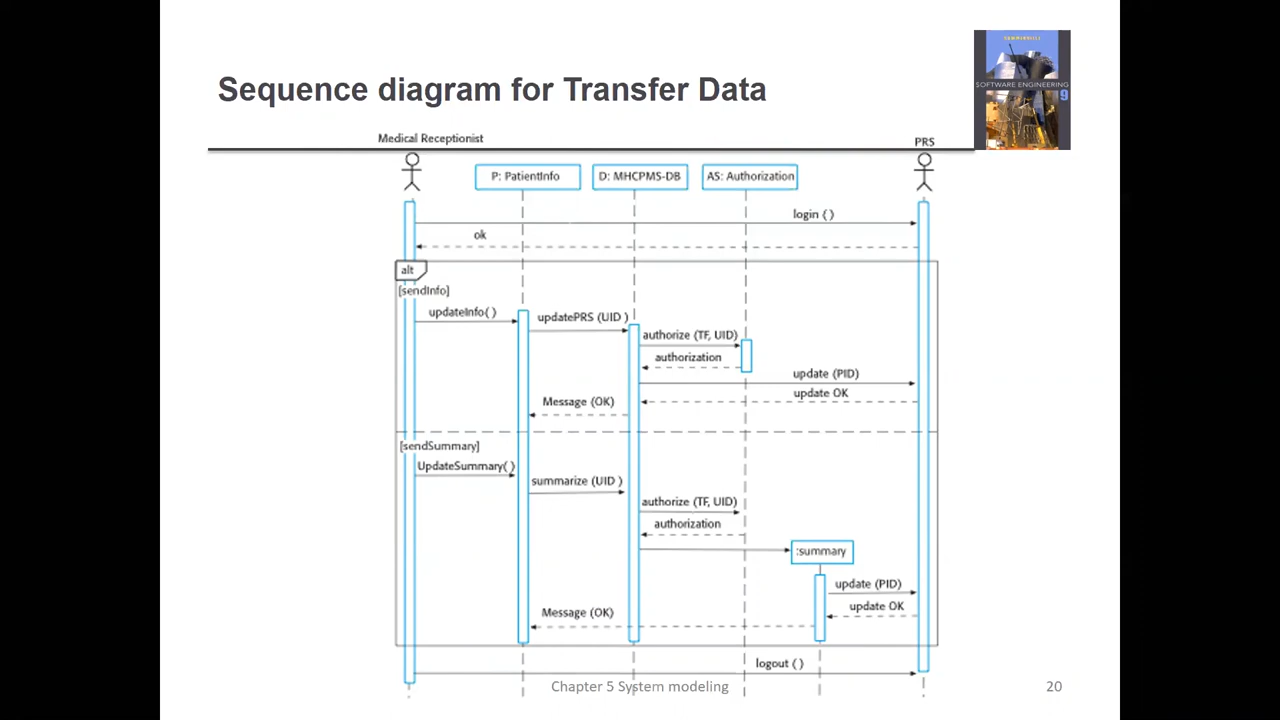 Sequence diagram for Transfer Data
SOMMERVILLE
SOFTWARE ENGINEERING
9
Medical Receptionist
PRS
P: PatientInfo
D: MHCPMS-DB
AS: Authorization
login ( )
ok
alt
[sendInfo]
updateInfo( )
updatePRS (UID )
authorize (TF, UID)
authorization
update (PID)
update OK
Message (OK)
[sendSummary]
UpdateSummary( )
summarize (UID )
authorize (TF, UID)
authorization
:summary
update (PID)
update OK
Message (OK)
logout ( )
Chapter 5 System modeling
20